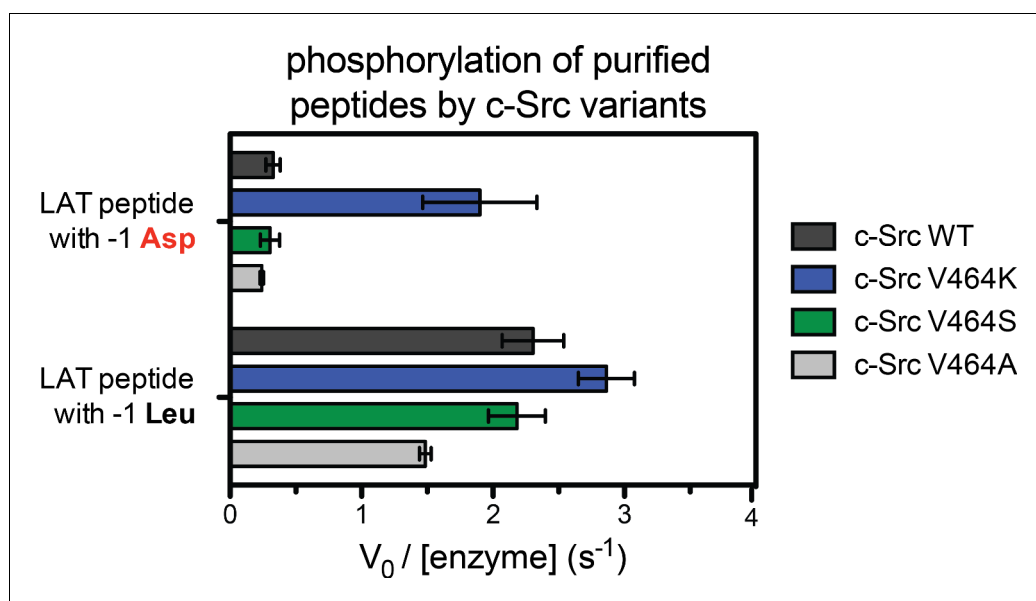 phosphorylation of purified
peptides by c-Src variants
LAT peptide
with -1 Asp
LAT peptide
with -1 Leu
c-Src WT
c-Src V464K
c-Src V464S
c-Src V464A
0 1 2 3 4
V₀ / [enzyme] (s⁻¹)